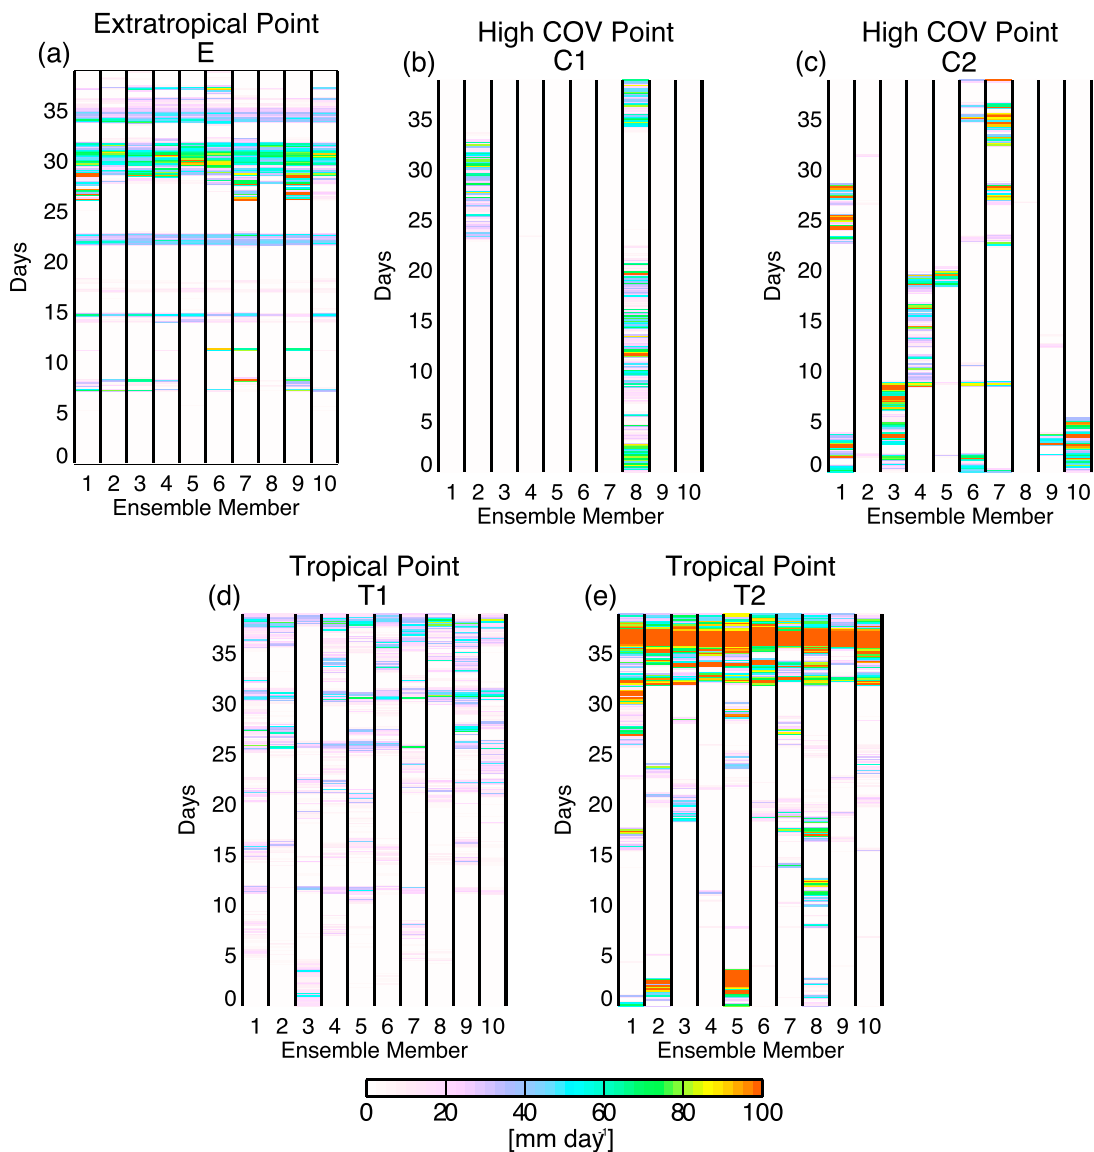 Extratropical Point
(a) E
35
30
25
20
15
10
5
0
Days
1 2 3 4 5 6 7 8 9 10
Ensemble Member
High COV Point
(b) C1
35
30
25
20
15
10
5
0
Days
1 2 3 4 5 6 7 8 9 10
Ensemble Member
High COV Point
(c) C2
35
30
25
20
15
10
5
0
Days
1 2 3 4 5 6 7 8 9 10
Ensemble Member
Tropical Point
(d) T1
35
30
25
20
15
10
5
0
Days
1 2 3 4 5 6 7 8 9 10
Ensemble Member
Tropical Point
(e) T2
35
30
25
20
15
10
5
0
Days
1 2 3 4 5 6 7 8 9 10
Ensemble Member
0 20 40 60 80 100
[mm day⁻¹]